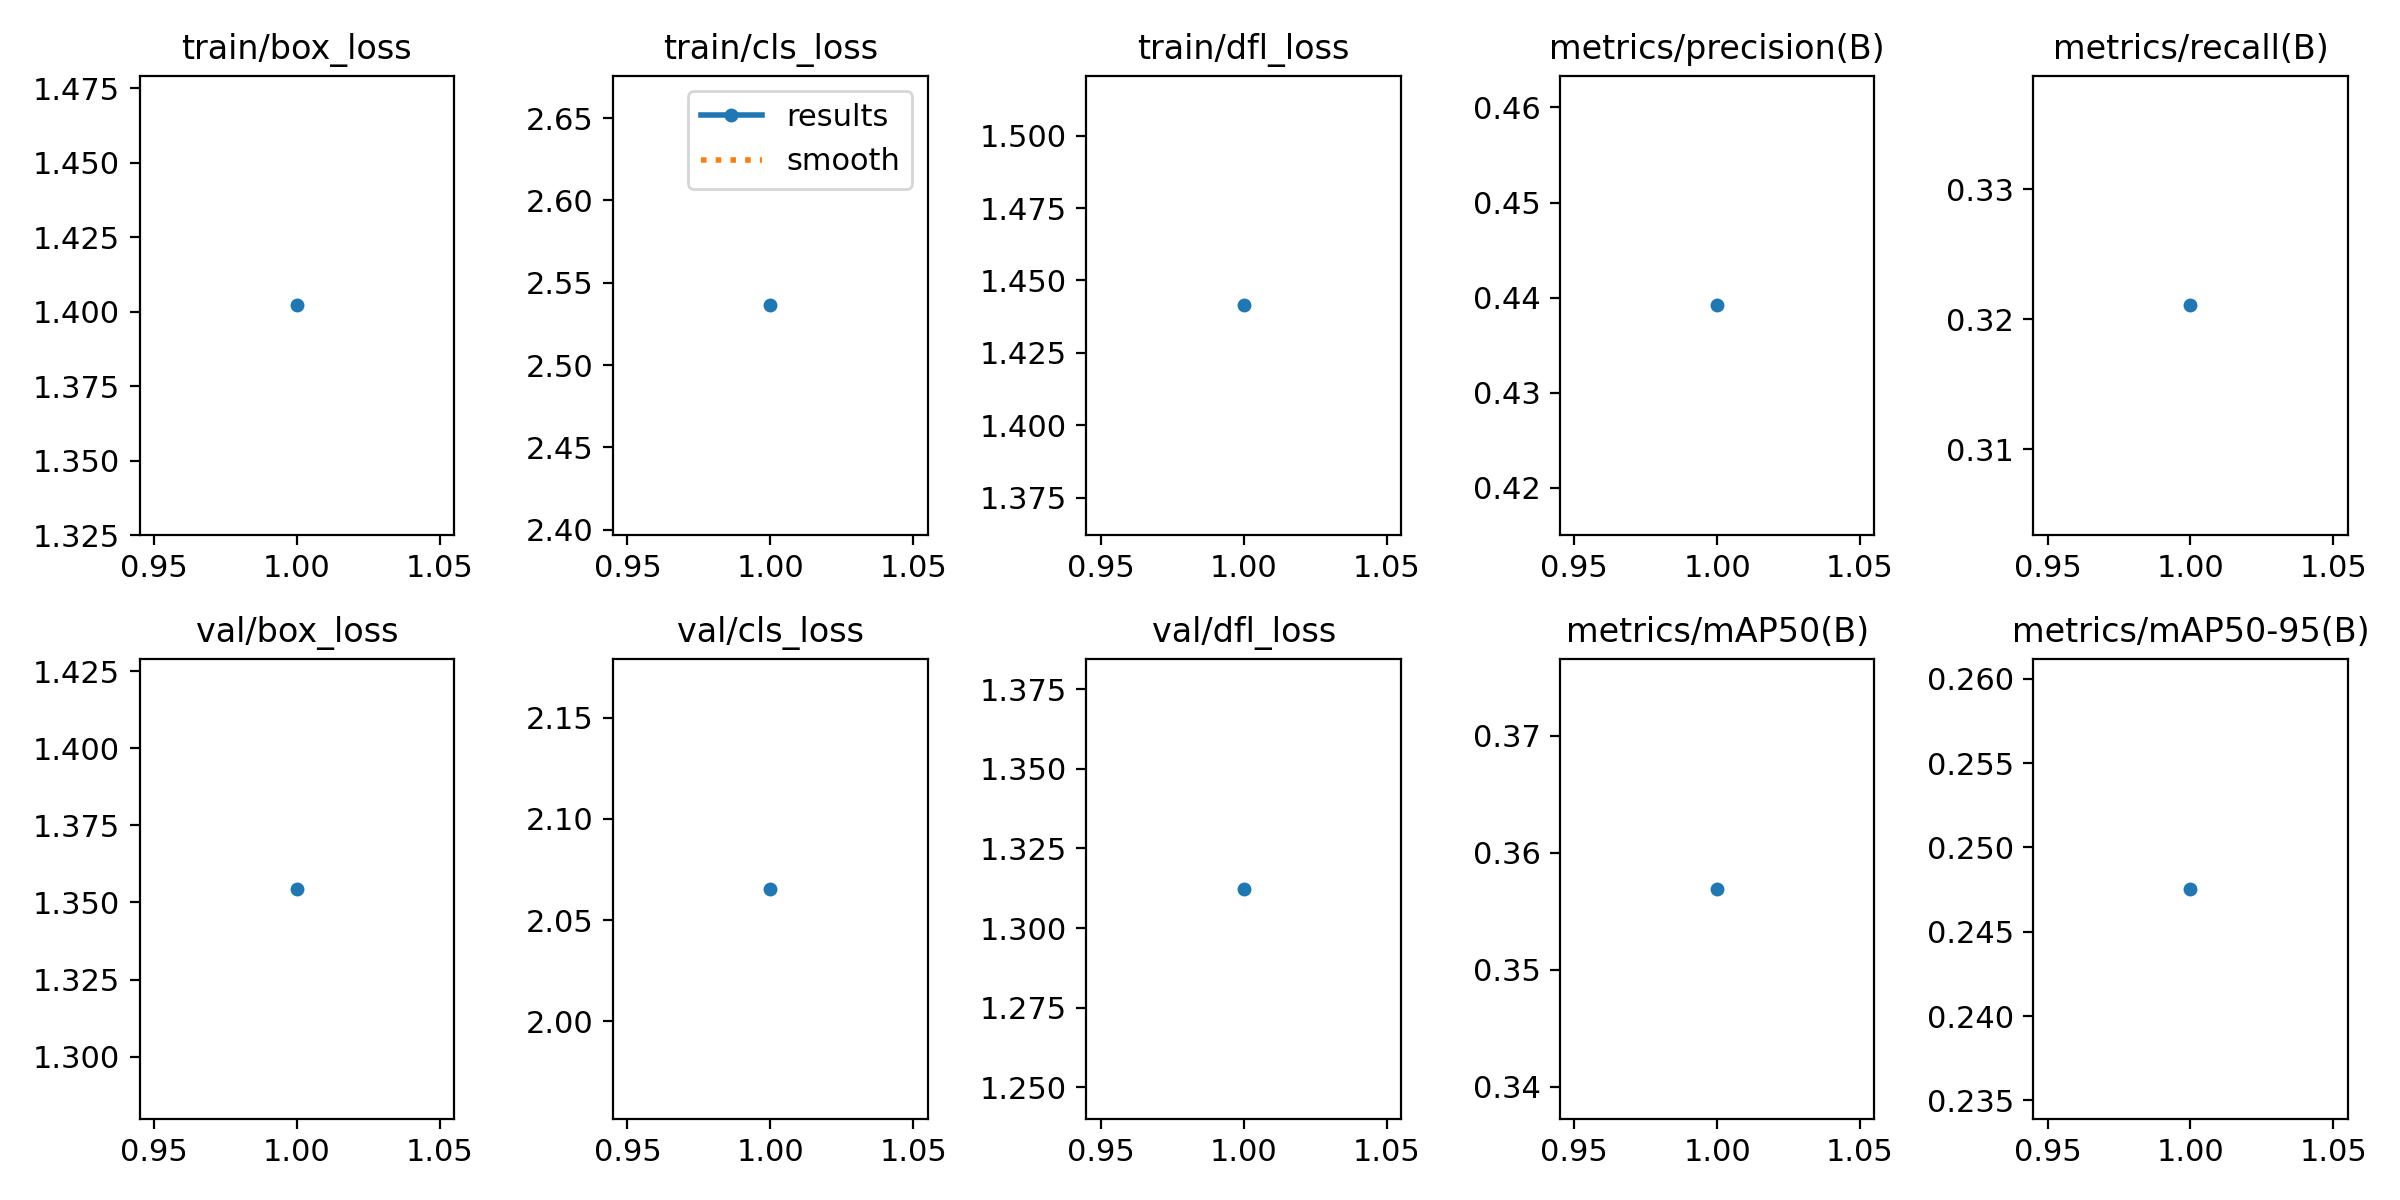 train/box_loss
1.475
1.450
1.425
1.400
1.375
1.350
1.325
0.95 1.00 1.05
train/cls_loss
results
smooth
2.65
2.60
2.55
2.50
2.45
2.40
0.95 1.00 1.05
train/dfl_loss
1.500
1.475
1.450
1.425
1.400
1.375
0.95 1.00 1.05
metrics/precision(B)
0.46
0.45
0.44
0.43
0.42
0.95 1.00 1.05
metrics/recall(B)
0.33
0.32
0.31
0.95 1.00 1.05
val/box_loss
1.425
1.400
1.375
1.350
1.325
1.300
0.95 1.00 1.05
val/cls_loss
2.15
2.10
2.05
2.00
0.95 1.00 1.05
val/dfl_loss
1.375
1.350
1.325
1.300
1.275
1.250
0.95 1.00 1.05
metrics/mAP50(B)
0.37
0.36
0.35
0.34
0.95 1.00 1.05
metrics/mAP50-95(B)
0.260
0.255
0.250
0.245
0.240
0.235
0.95 1.00 1.05